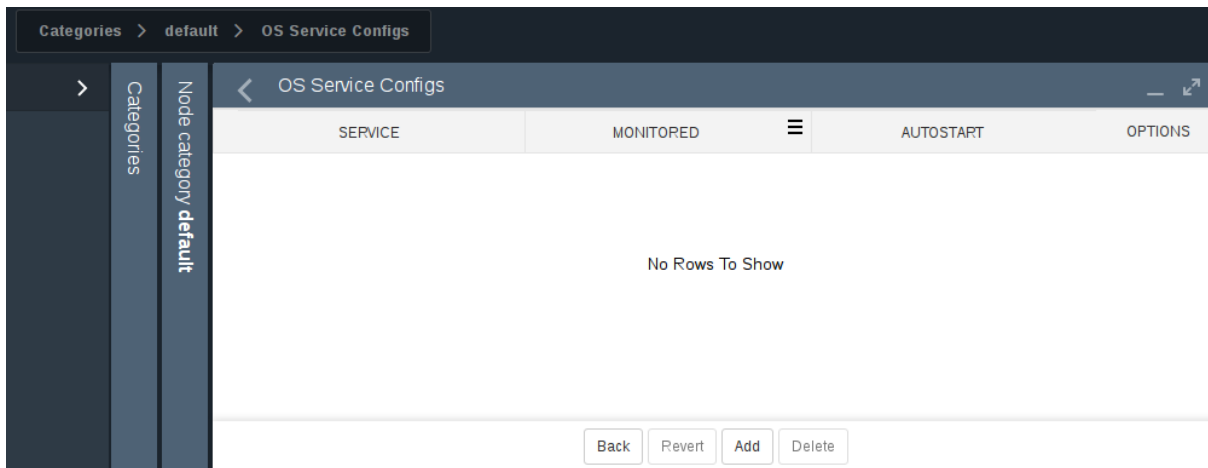 Categories > default > OS Service Configs
Categories
Node category default
OS Service Configs
SERVICE MONITORED AUTOSTART OPTIONS
No Rows To Show
Back Revert Add Delete